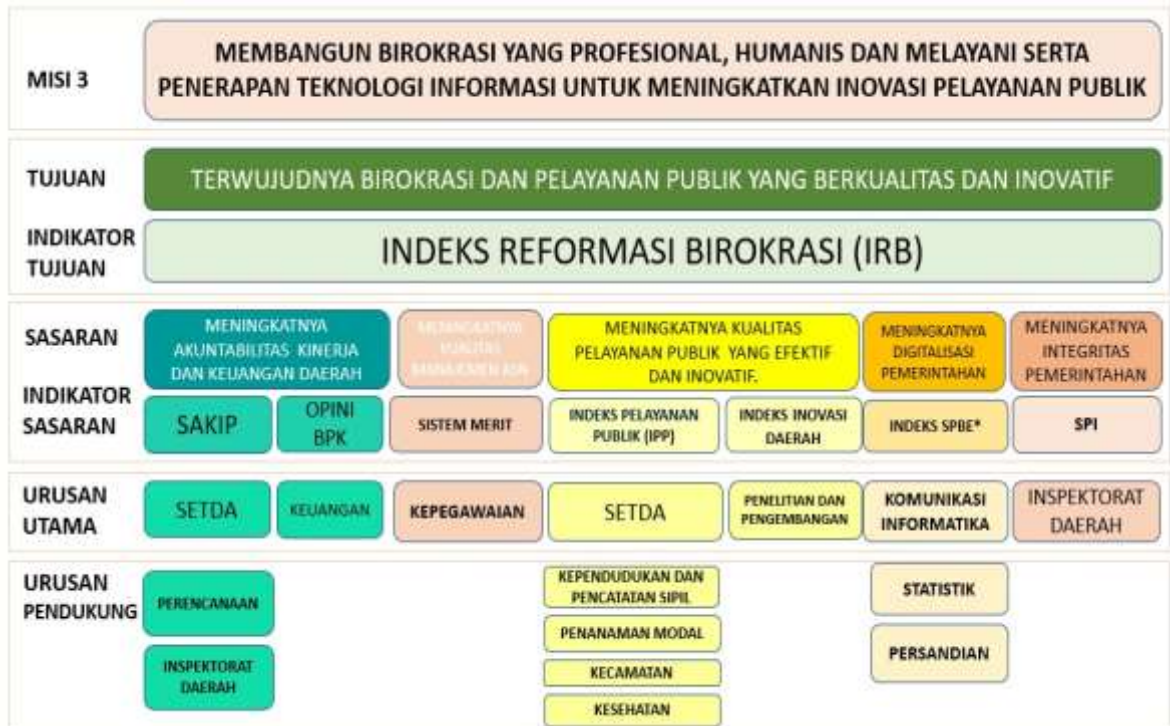 MISI 3
MEMBANGUN BIROKRASI YANG PROFESIONAL, HUMANIS DAN MELAYANI SERTA
PENERAPAN TEKNOLOGI INFORMASI UNTUK MENINGKATKAN INOVASI PELAYANAN PUBLIK
TUJUAN
TERWUJUDNYA BIROKRASI DAN PELAYANAN PUBLIK YANG BERKUALITAS DAN INOVATIF
INDIKATOR
TUJUAN
INDEKS REFORMASI BIROKRASI (IRB)
SASARAN
MENINGKATNYA
AKUNTABILITAS KINERJA
DAN KEUANGAN DAERAH
MENINGKATNYA
KUALITAS
MANAJEMEN ASN
MENINGKATNYA KUALITAS
PELAYANAN PUBLIK YANG EFEKTIF
DAN INOVATIF.
MENINGKATNYA
DIGITALISASI
PEMERINTAHAN
MENINGKATNYA
INTEGRITAS
PEMERINTAHAN
INDIKATOR
SASARAN
SAKIP
OPINI
BPK
SISTEM MERIT
INDEKS PELAYANAN
PUBLIK (IPP)
INDEKS INOVASI
DAERAH
INDEKS SPBE*
SPI
URUSAN
UTAMA
SETDA
KEUANGAN
KEPEGAWAIAN
SETDA
PENELITIAN DAN
PENGEMBANGAN
KOMUNIKASI
INFORMATIKA
INSPEKTORAT
DAERAH
URUSAN
PENDUKUNG
PERENCANAAN
INSPEKTORAT
DAERAH
KEPENDUDUKAN DAN
PENCATATAN SIPIL
PENANAMAN MODAL
KECAMATAN
KESEHATAN
STATISTIK
PERSANDIAN